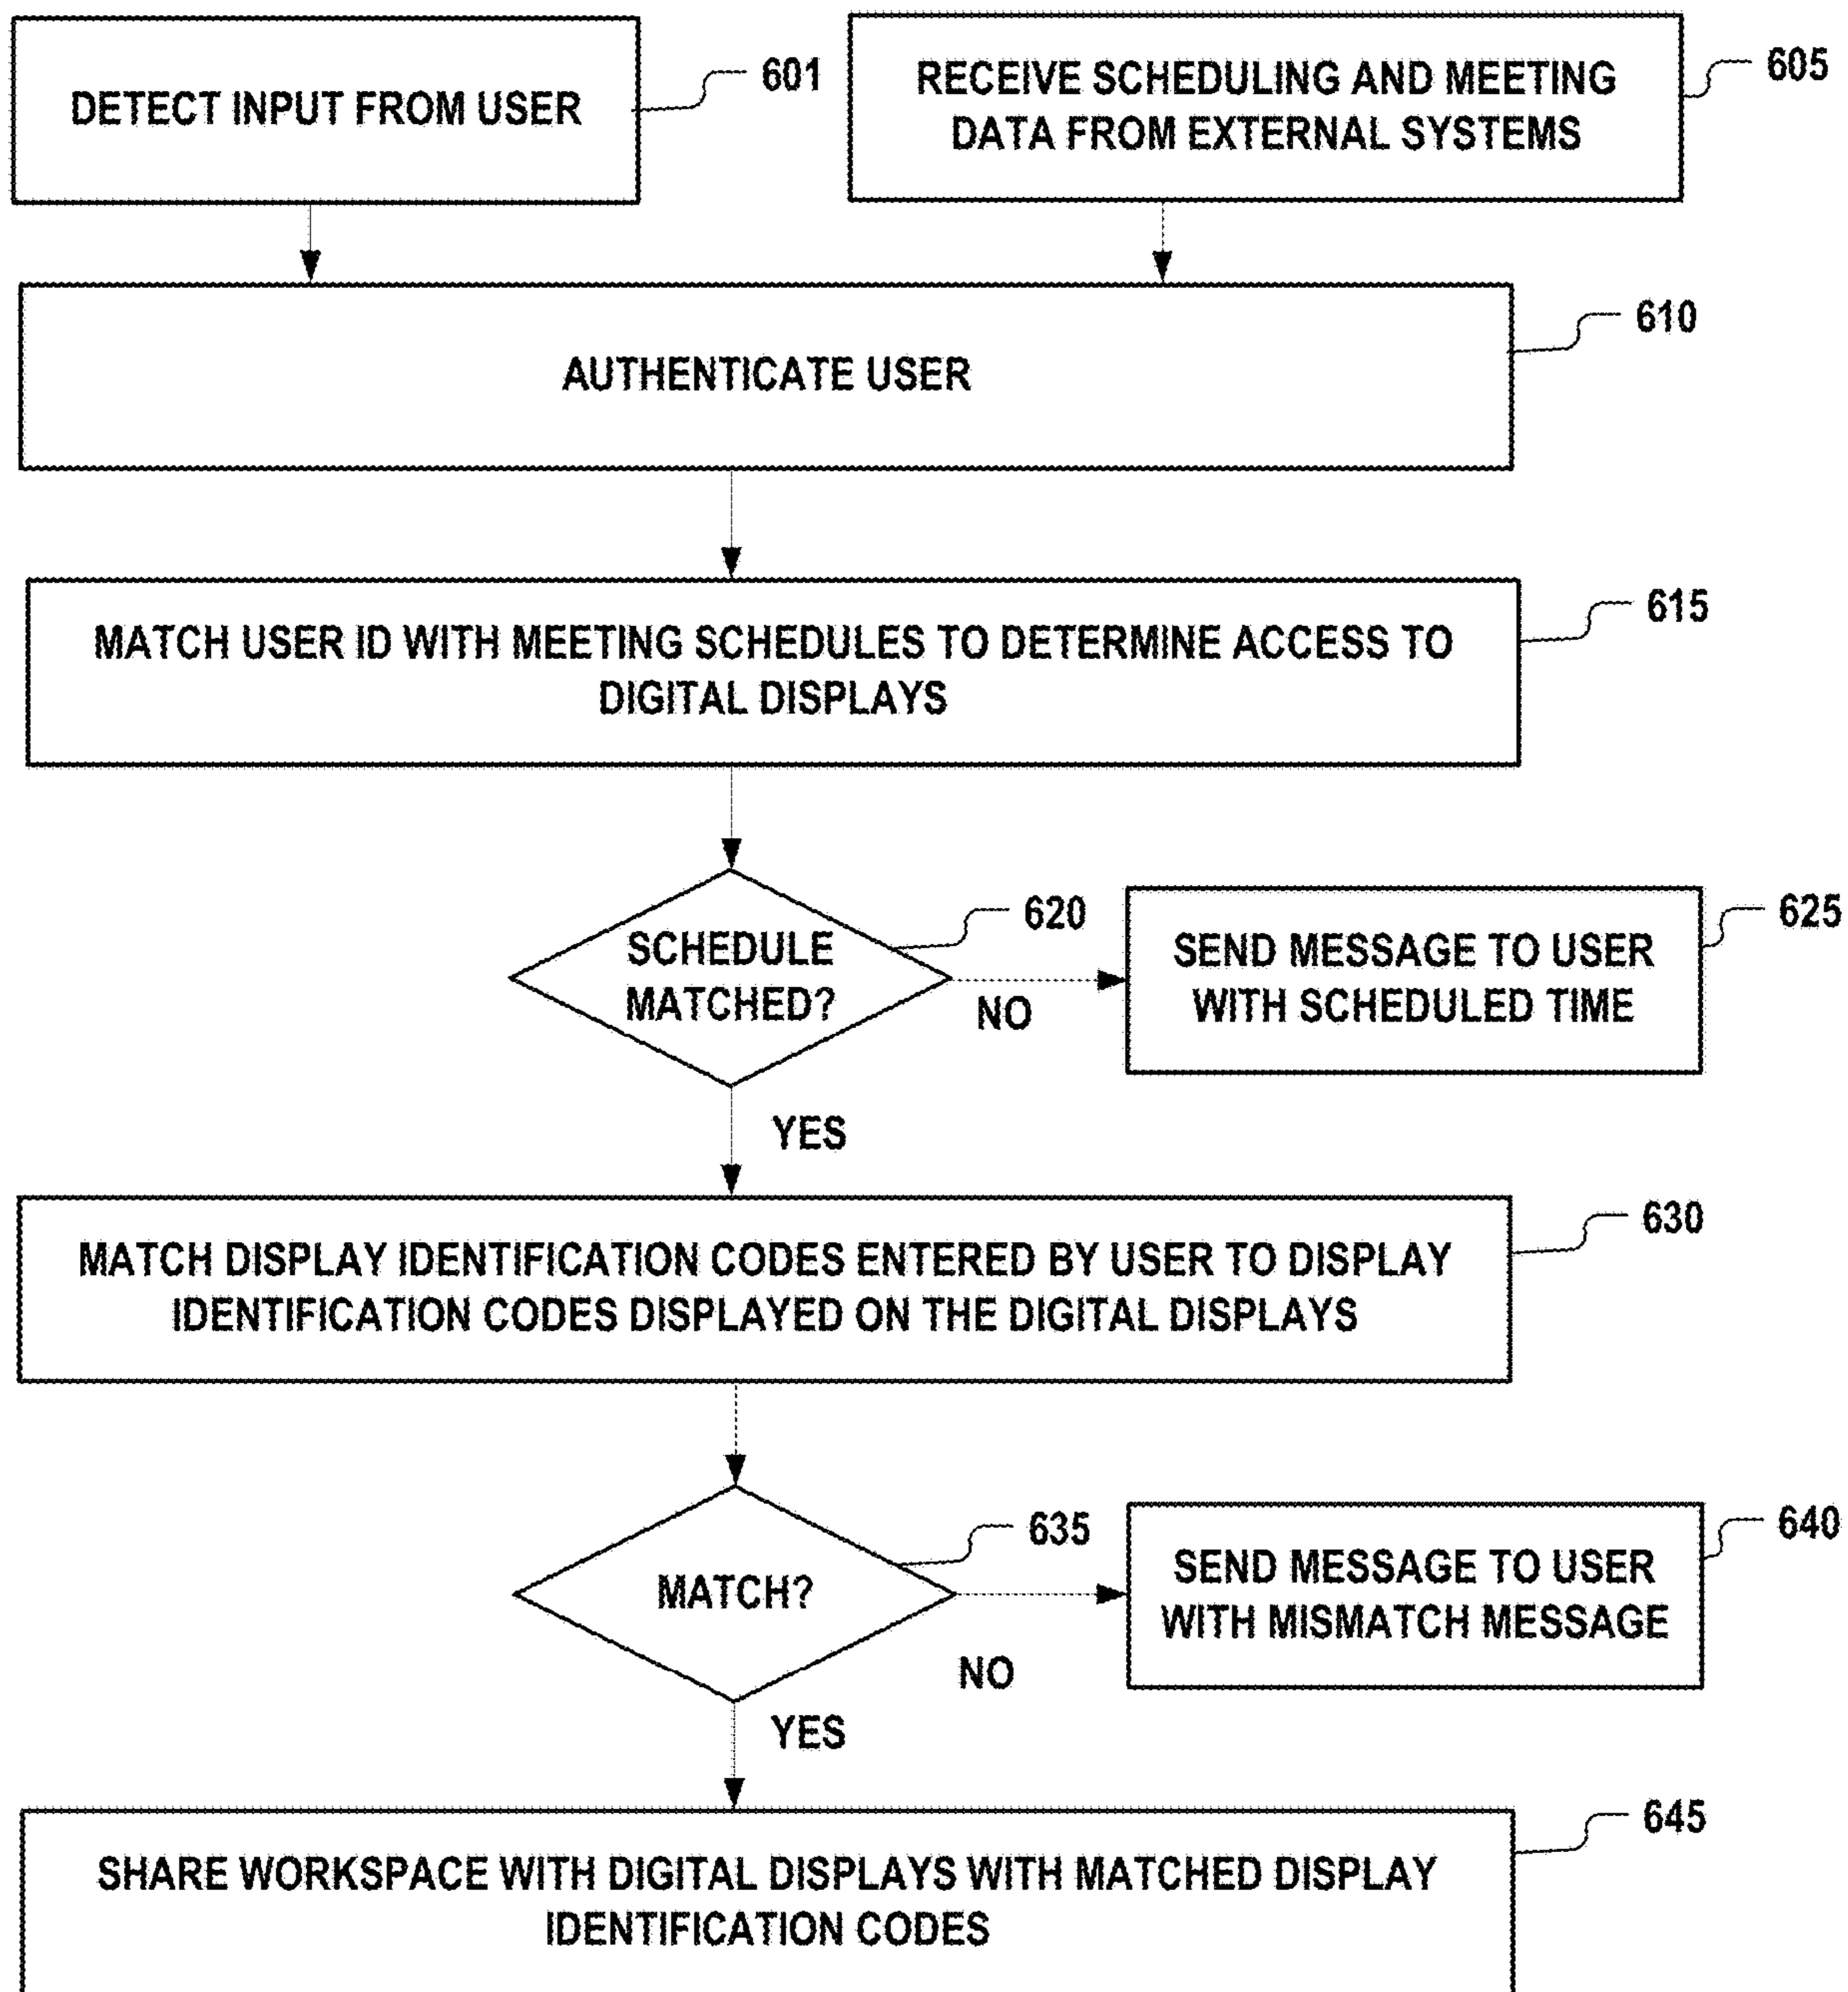 DETECT INPUT FROM USER
601
RECEIVE SCHEDULING AND MEETING
DATA FROM EXTERNAL SYSTEMS
605
AUTHENTICATE USER
610
MATCH USER ID WITH MEETING SCHEDULES TO DETERMINE ACCESS TO
DIGITAL DISPLAYS
615
SCHEDULE
MATCHED?
620
NO
SEND MESSAGE TO USER
WITH SCHEDULED TIME
625
YES
MATCH DISPLAY IDENTIFICATION CODES ENTERED BY USER TO DISPLAY
IDENTIFICATION CODES DISPLAYED ON THE DIGITAL DISPLAYS
630
MATCH?
635
NO
SEND MESSAGE TO USER
WITH MISMATCH MESSAGE
640
YES
SHARE WORKSPACE WITH DIGITAL DISPLAYS WITH MATCHED DISPLAY
IDENTIFICATION CODES
645